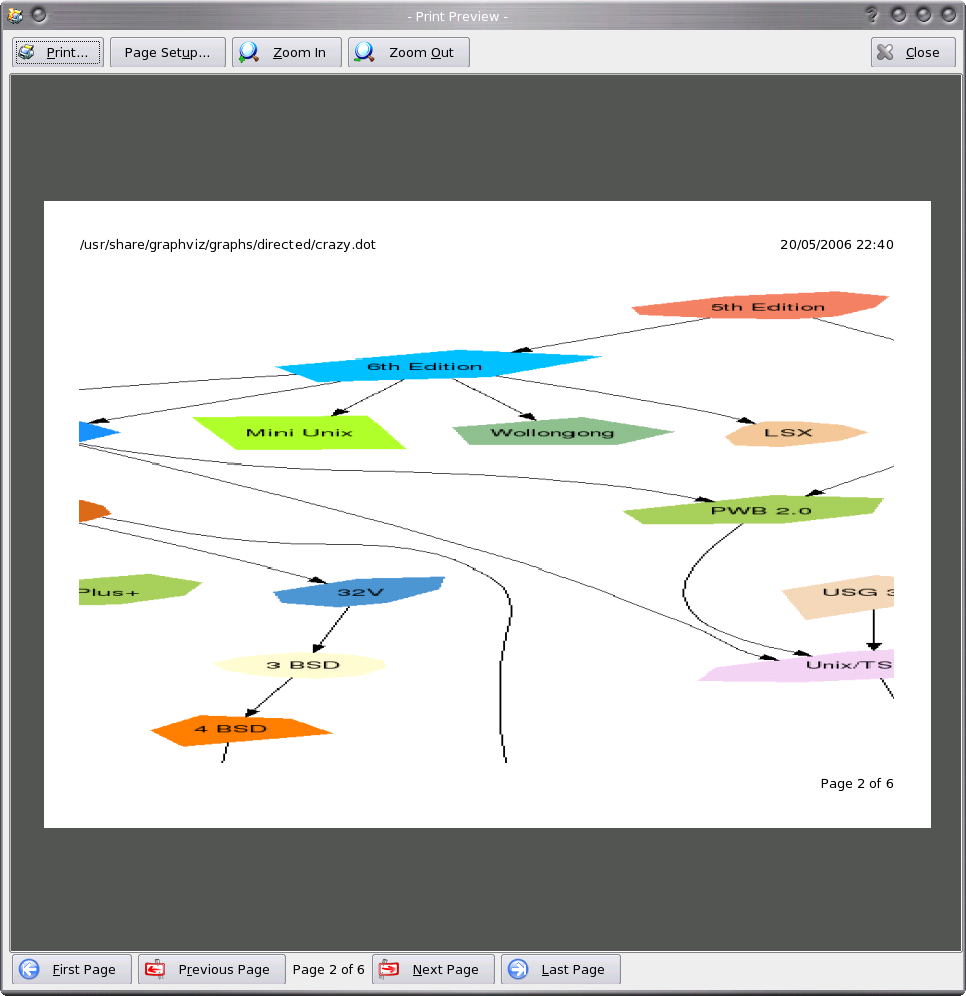 - Print Preview -
Print... Page Setup... Zoom In Zoom Out Close
/usr/share/graphviz/graphs/directed/crazy.dot 20/05/2006 22:40
5th Edition
6th Edition
Mini Unix Wollongong LSX
PWB 2.0
Plus+ 32V USG 3
3 BSD Unix/TS
4 BSD
Page 2 of 6
First Page Previous Page Page 2 of 6 Next Page Last Page